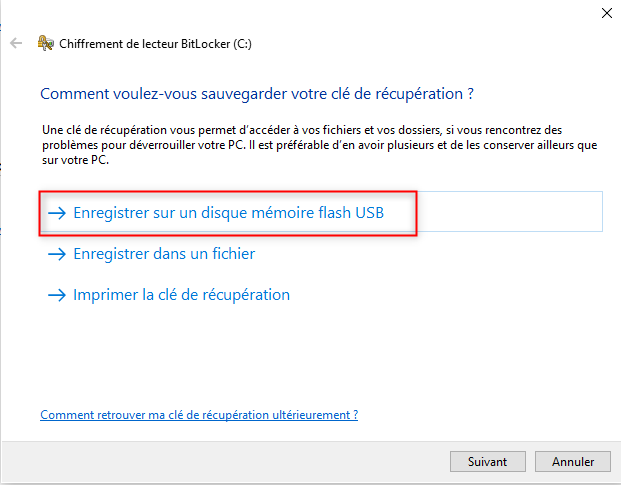 Chiffrement de lecteur BitLocker (C:)
Comment voulez-vous sauvegarder votre clé de récupération ?
Une clé de récupération vous permet d'accéder à vos fichiers et vos dossiers, si vous rencontrez des
problèmes pour déverrouiller votre PC. Il est préférable d'en avoir plusieurs et de les conserver ailleurs que
sur votre PC.
Enregistrer sur un disque mémoire flash USB
Enregistrer dans un fichier
Imprimer la clé de récupération
Comment retrouver ma clé de récupération ultérieurement ?
Suivant
Annuler